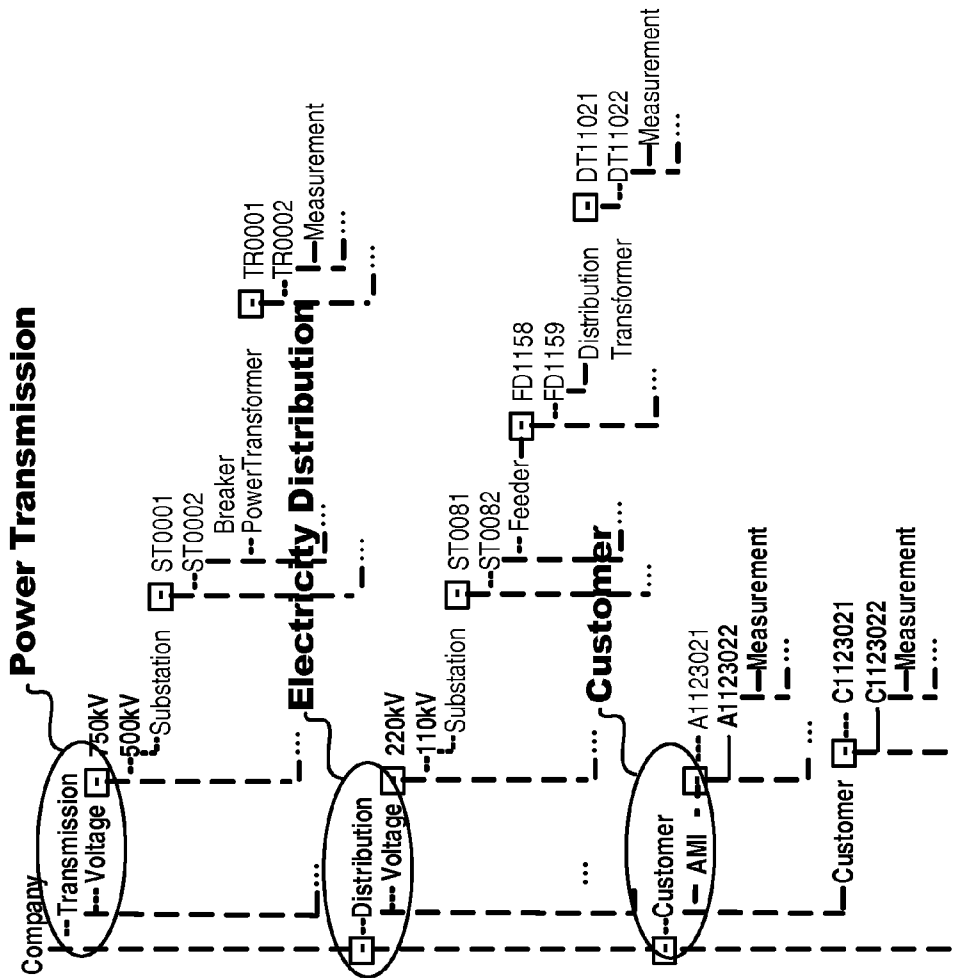 Company
Power Transmission
Transmission
Voltage
750kV
500kV
Substation
ST0001
ST0002
Breaker
PowerTransformer
TR0001
TR0002
Measurement
...
...
...
...
...
...
Electricity Distribution
Distribution
Voltage
220kV
110kV
Substation
ST0081
ST0082
Feeder
FD1158
FD1159
Distribution
Transformer
DT11021
DT11022
Measurement
...
...
...
...
...
...
Customer
Customer
AMI
A1123021
A1123022
Measurement
...
...
Customer
C1123021
C1123022
Measurement
...